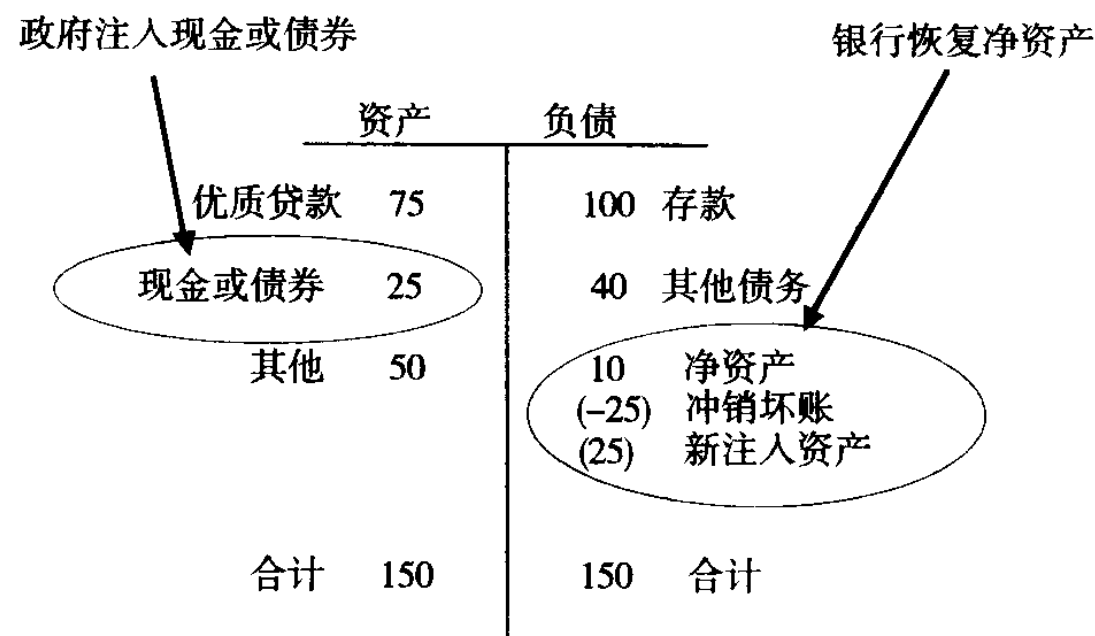 政府注入现金或债券
银行恢复净资产
资产 负债
优质贷款 75 100 存款
现金或债券 25 40 其他债务
其他 50 10 净资产
(−25) 冲销坏账
(25) 新注入资产
合计 150 150 合计